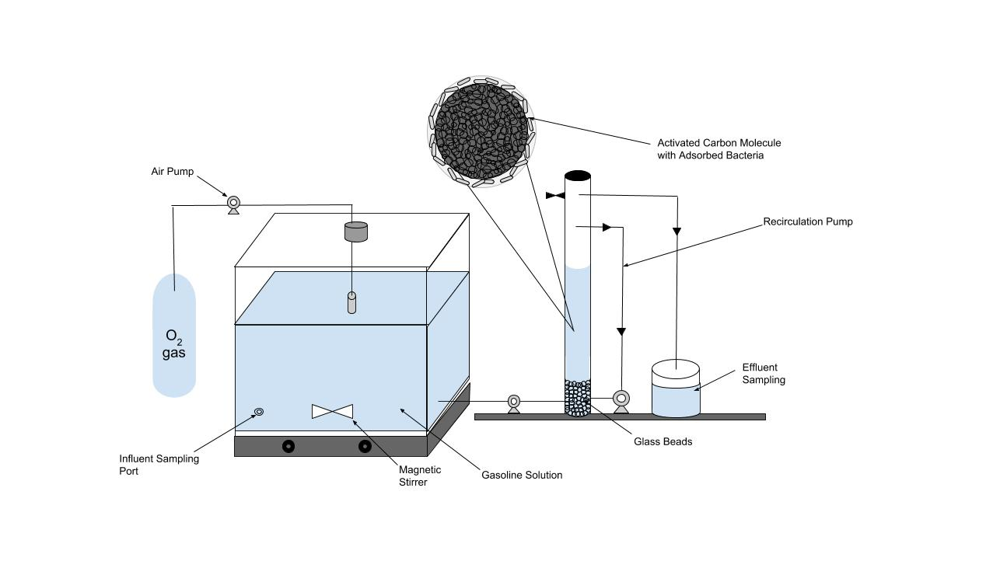 Activated Carbon Molecule
with Adsorbed Bacteria
Air Pump
Recirculation Pump
O2
gas
Effluent
Sampling
Glass Beads
Influent Sampling
Port
Magnetic
Stirrer
Gasoline Solution